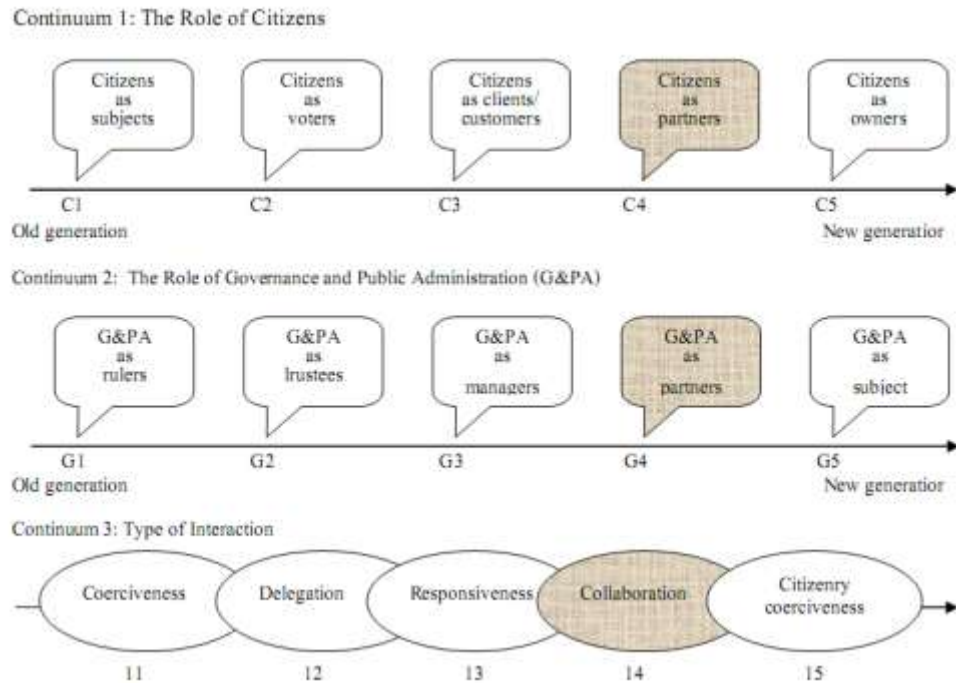 Continuum 1: The Role of Citizens
Citizens
as
subjects
Citizens
as
voters
Citizens
as clients/
customers
Citizens
as
partners
Citizens
as
owners
C1
C2
C3
C4
C5
Old generation
New generatior
Continuum 2: The Role of Governance and Public Administration (G&PA)
G&PA
as
rulers
G&PA
as
trustees
G&PA
as
managers
G&PA
as
partners
G&PA
as
subject
G1
G2
G3
G4
G5
Old generation
New generatior
Continuum 3: Type of Interaction
Coerciveness
Delegation
Responsiveness
Collaboration
Citizenry
coerciveness
11
12
13
14
15